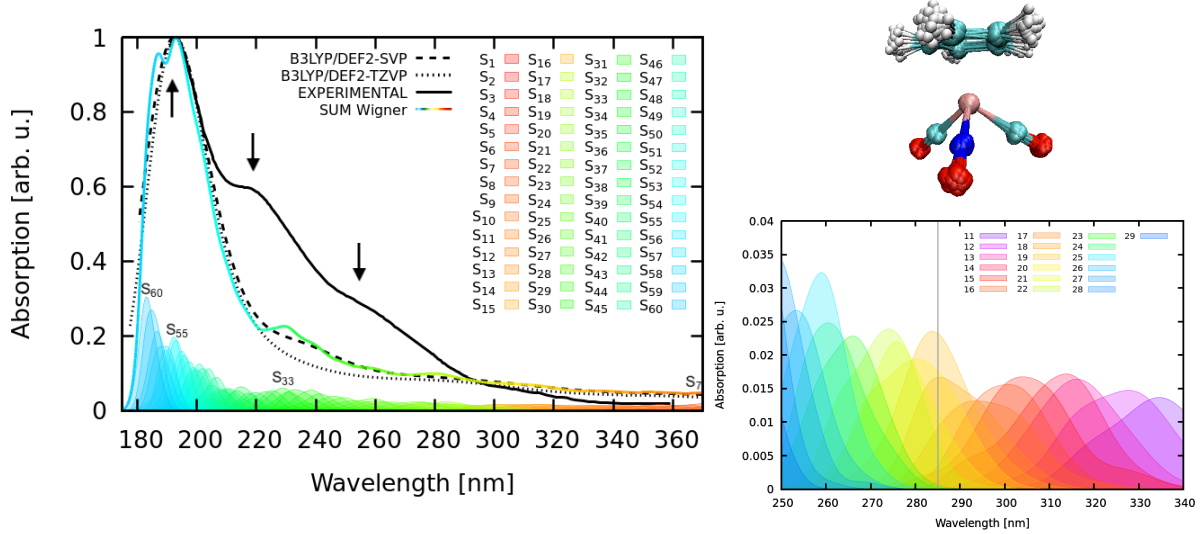 Absorption [arb. u.]
1
0.8
0.6
0.4
0.2
0
B3LYP/DEF2-SVP
B3LYP/DEF2-TZVP
EXPERIMENTAL
SUM Wigner
S1 S16 S31 S46
S2 S17 S32 S47
S3 S18 S33 S48
S4 S19 S34 S49
S5 S20 S35 S50
S6 S21 S36 S51
S7 S22 S37 S52
S8 S23 S38 S53
S9 S24 S39 S54
S10 S25 S40 S55
S11 S26 S41 S56
S12 S27 S42 S57
S13 S28 S43 S58
S14 S29 S44 S59
S15 S30 S45 S60
S60
S55
S33
S7
180 200 220 240 260 280 300 320 340 360
Wavelength [nm]
Absorption [arb. u.]
0.04
0.035
0.03
0.025
0.02
0.015
0.01
0.005
0
11 17 23 29
12 18 24
13 19 25
14 20 26
15 21 27
16 22 28
250 260 270 280 290 300 310 320 330 340
Wavelength [nm]